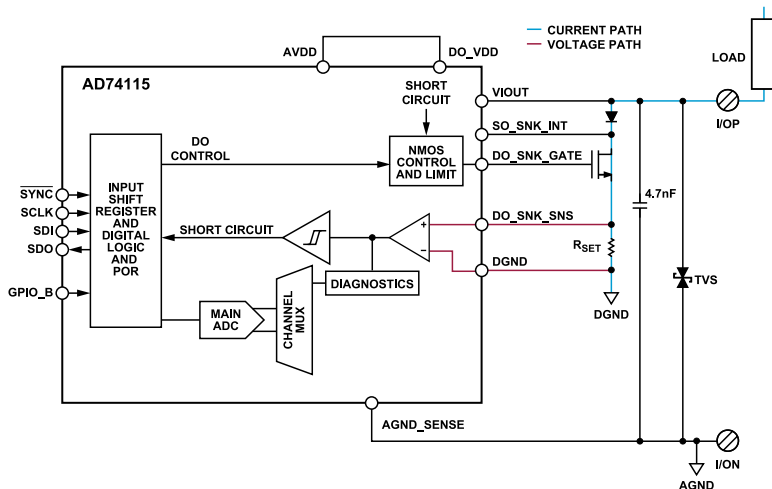 CURRENT PATH
VOLTAGE PATH
LOAD
AVDD
DO_VDD
AD74115
SHORT
CIRCUIT
VIOUT
I/OP
SO_SNK_INT
DO
CONTROL
NMOS
CONTROL
AND LIMIT
DO_SNK_GATE
INPUT
SHIFT
REGISTER
AND
DIGITAL
LOGIC
AND
POR
SYNC
SCLK
SDI
SDO
GPIO_B
4.7nF
SHORT CIRCUIT
+
−
DO_SNK_SNS
RSET
DGND
DIAGNOSTICS
MAIN
ADC
CHANNEL
MUX
DGND
TVS
AGND_SENSE
I/ON
AGND